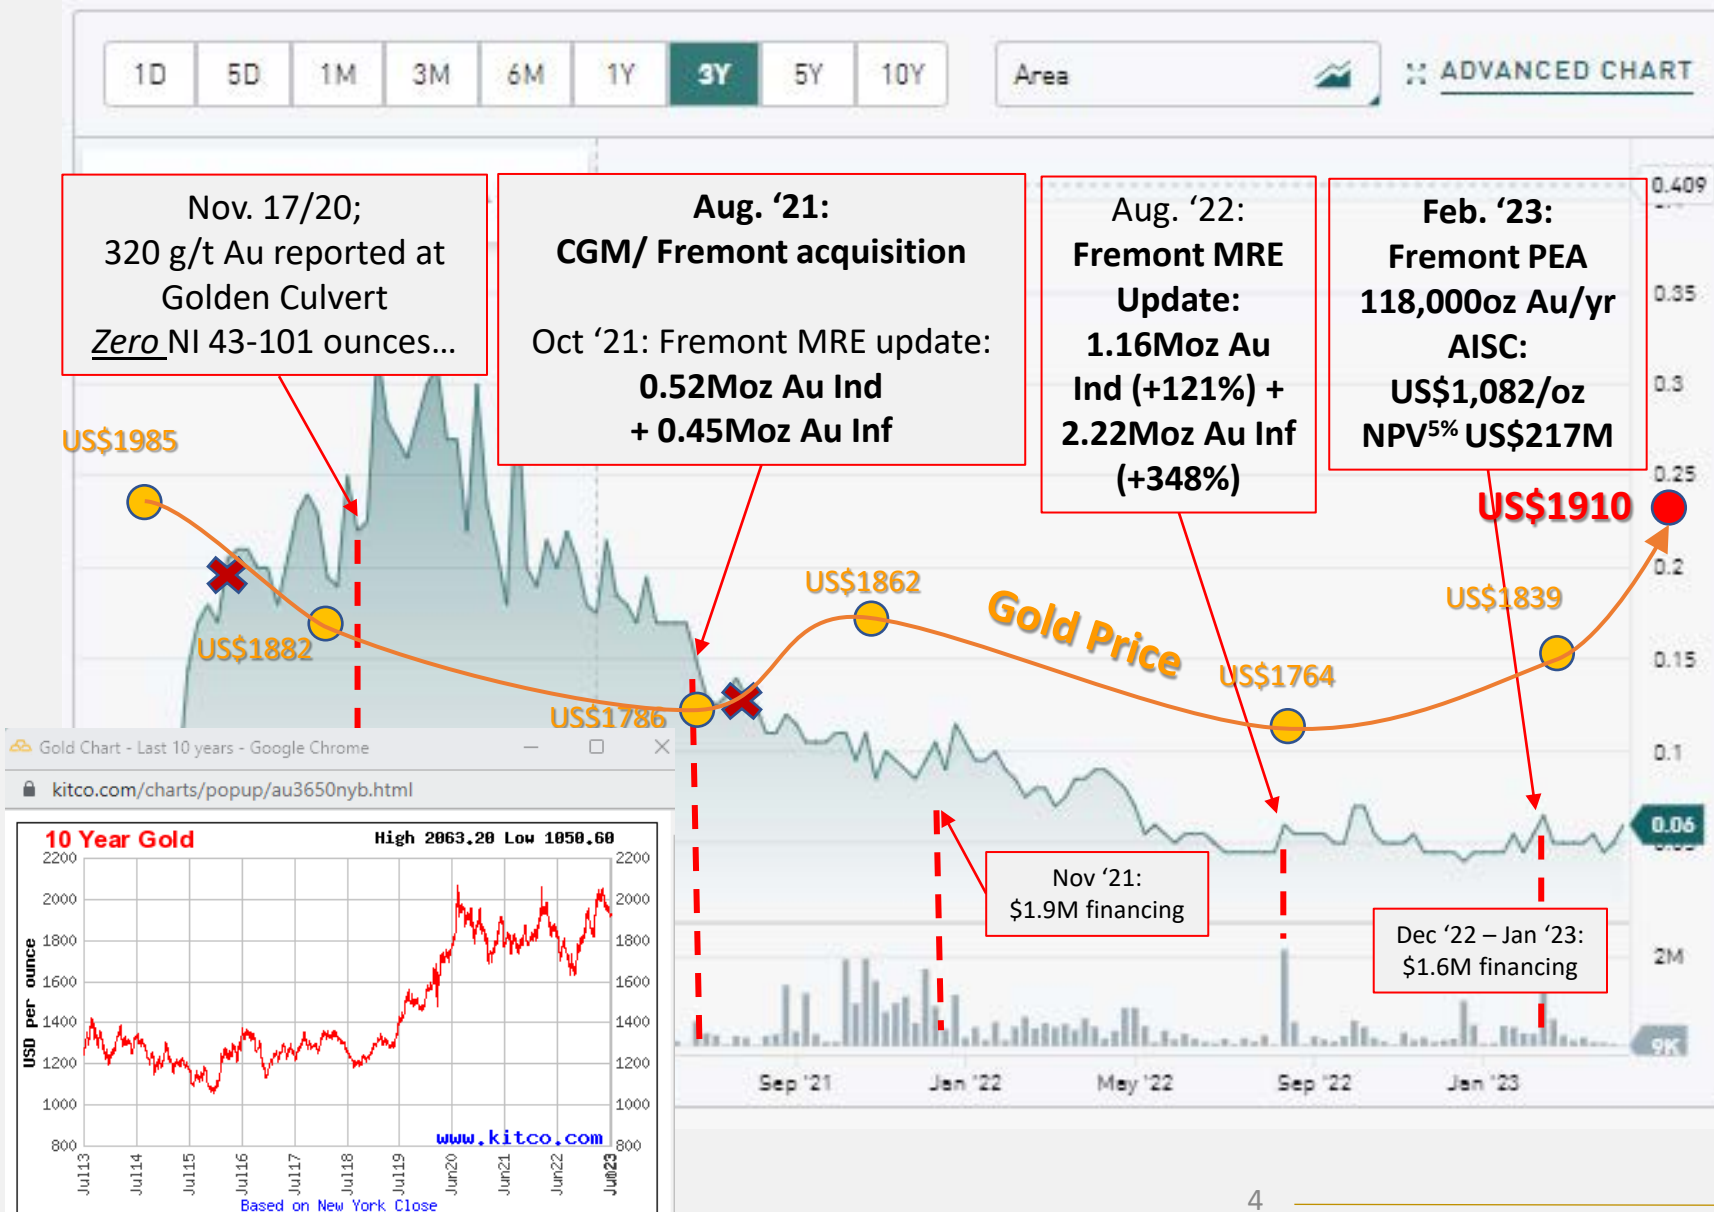 1D 5D 1M 3M 6M 1Y 3Y 5Y 10Y
Area
ADVANCED CHART
Nov. 17/20;
320 g/t Au reported at
Golden Culvert
Zero NI 43-101 ounces…
Aug. ‘21:
CGM/ Fremont acquisition
Oct ‘21: Fremont MRE update:
0.52Moz Au Ind
+ 0.45Moz Au Inf
Aug. ‘22:
Fremont MRE
Update:
1.16Moz Au
Ind (+121%) +
2.22Moz Au Inf
(+348%)
Feb. ‘23:
Fremont PEA
118,000oz Au/yr
AISC:
US$1,082/oz
NPV5% US$217M
0.409
0.35
0.3
0.25
0.2
0.15
0.1
0.06
US$1985
US$1882
US$1786
US$1862
Gold Price
US$1764
US$1839
US$1910
Nov ‘21:
$1.9M financing
Dec ‘22 – Jan ‘23:
$1.6M financing
2M
9K
Sep '21 Jan '22 May '22 Sep '22 Jan '23
Gold Chart - Last 10 years - Google Chrome
kitco.com/charts/popup/au3650nyb.html
10 Year Gold
High 2063.20 Low 1050.60
USD per ounce
2200 2200
2000 2000
1800 1800
1600 1600
1400 1400
1200 1200
1000 1000
800 800
www.kitco.com
Jul13 Jul14 Jul15 Jul16 Jul17 Jul18 Jul19 Jun20 Jun21 Jun22
Based on New York Close
4